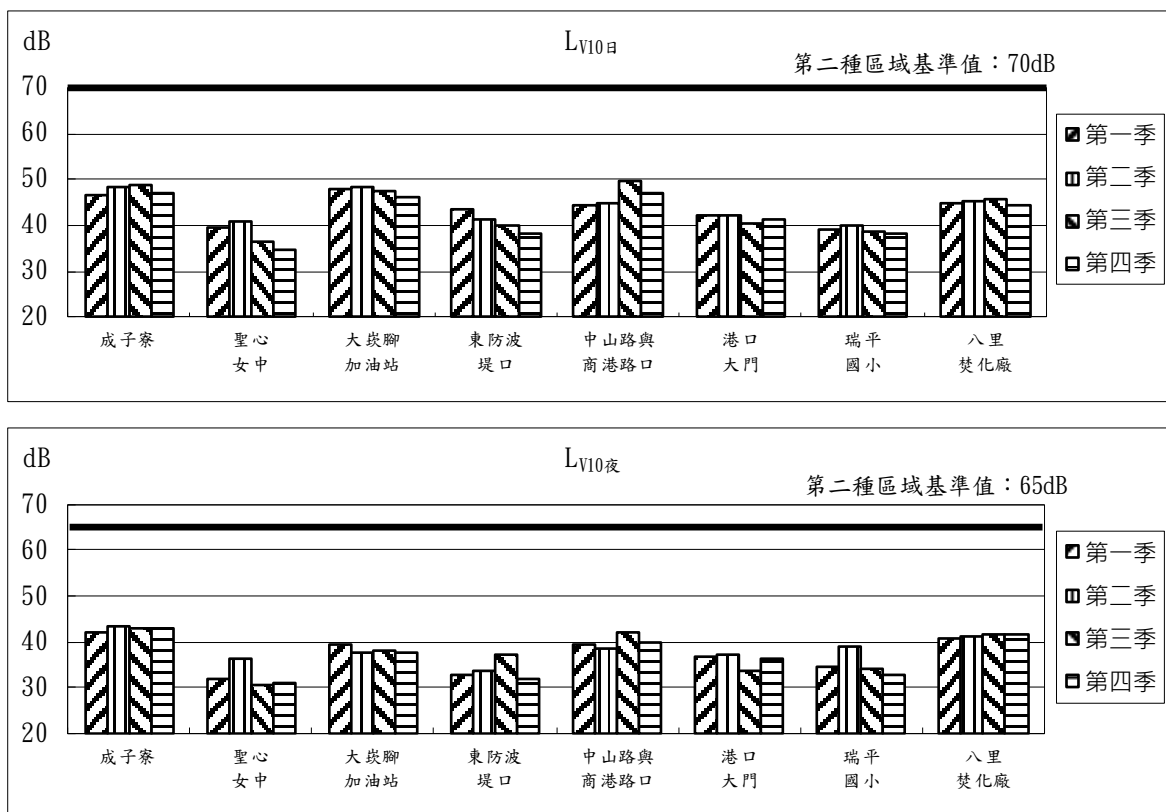 dB
LV10日
第二種區域基準值：70dB
70
60
50
40
30
20
成子寮
聖心
女中
大崁腳
加油站
東防波
堤口
中山路與
商港路口
港口
大門
瑞平
國小
八里
焚化廠
第一季
第二季
第三季
第四季
dB
LV10夜
第二種區域基準值：65dB
70
60
50
40
30
20
成子寮
聖心
女中
大崁腳
加油站
東防波
堤口
中山路與
商港路口
港口
大門
瑞平
國小
八里
焚化廠
第一季
第二季
第三季
第四季